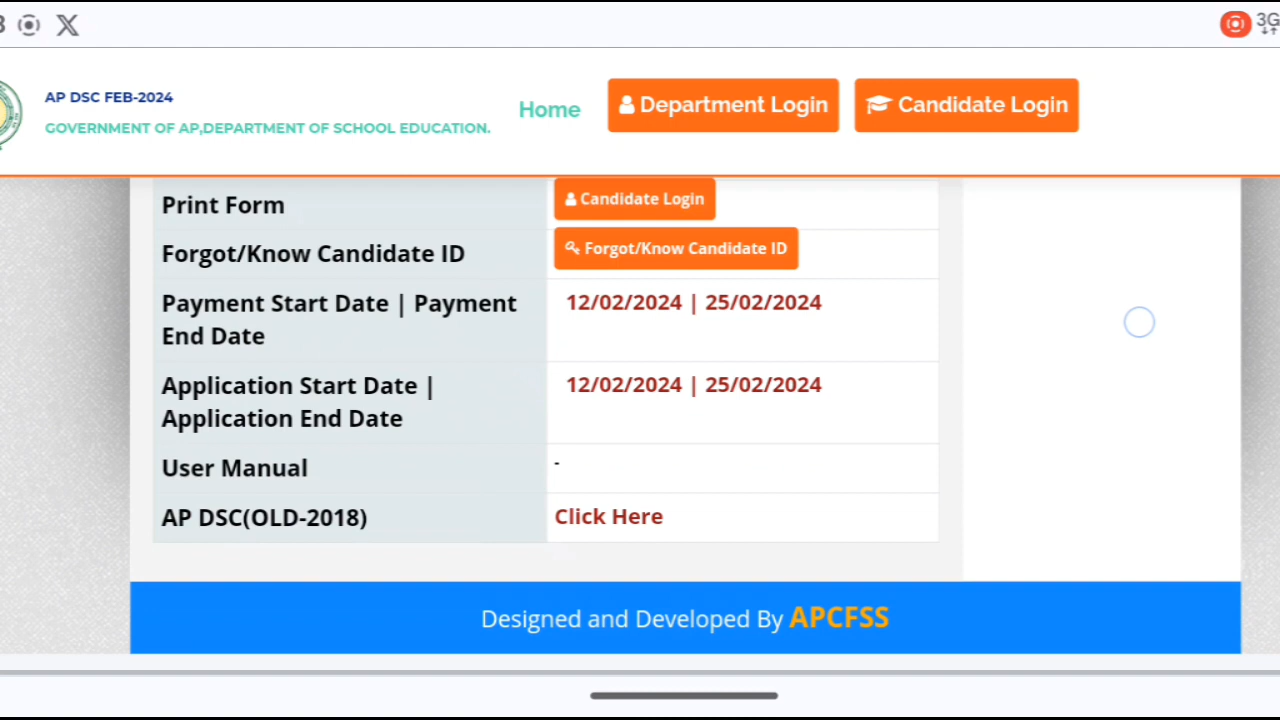 3G
AP DSC FEB-2024
GOVERNMENT OF AP,DEPARTMENT OF SCHOOL EDUCATION.
Home
Department Login
Candidate Login
Print Form
Candidate Login
Forgot/Know Candidate ID
Forgot/Know Candidate ID
Payment Start Date | Payment
End Date
12/02/2024 | 25/02/2024
Application Start Date |
Application End Date
12/02/2024 | 25/02/2024
User Manual
-
AP DSC(OLD-2018)
Click Here
Designed and Developed By APCFSS